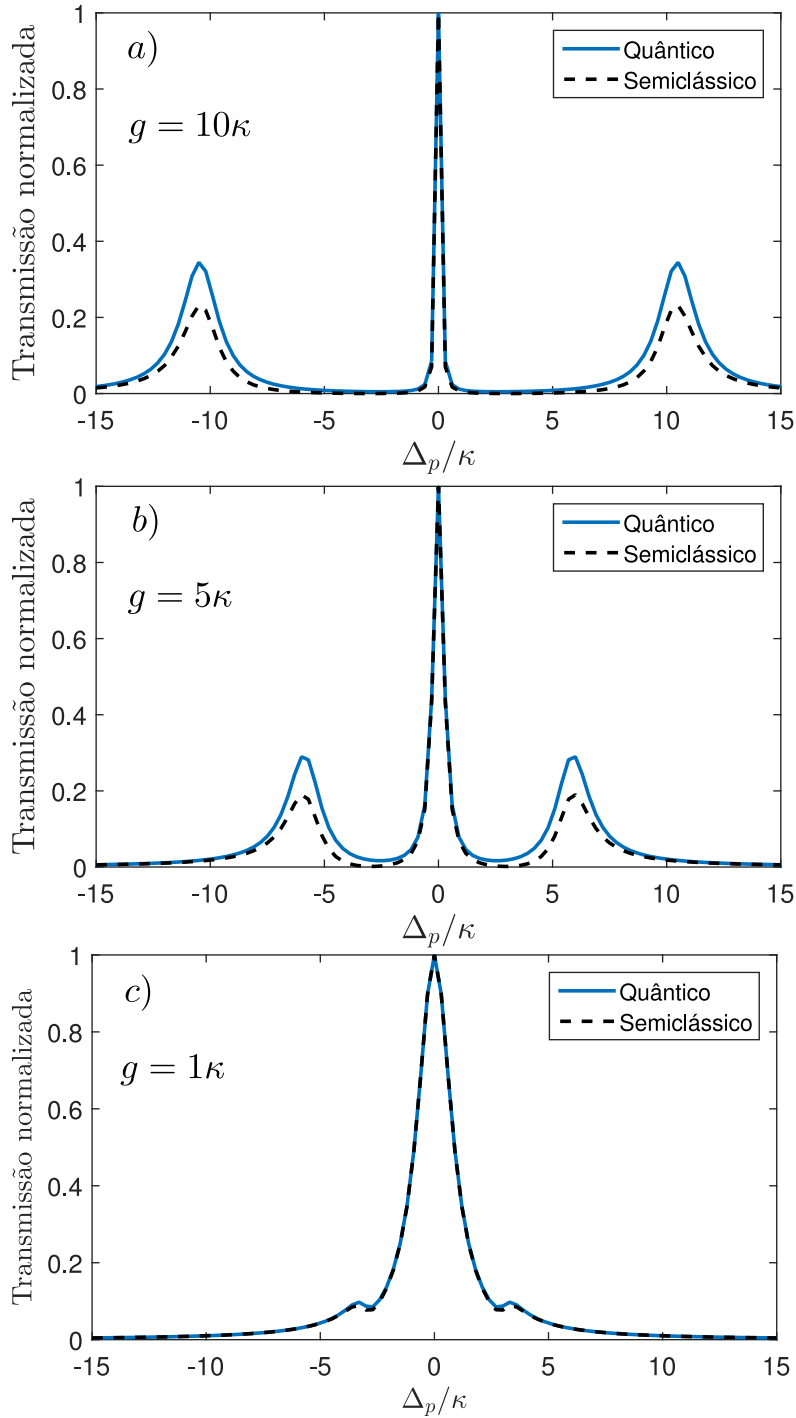 a)
g = 10κ
Quântico
Semiclássico
Transmissão normalizada
1
0.8
0.6
0.4
0.2
0
-15 -10 -5 0 5 10 15
Δp/κ
b)
g = 5κ
Quântico
Semiclássico
Transmissão normalizada
1
0.8
0.6
0.4
0.2
0
-15 -10 -5 0 5 10 15
Δp/κ
c)
g = 1κ
Quântico
Semiclássico
Transmissão normalizada
1
0.8
0.6
0.4
0.2
0
-15 -10 -5 0 5 10 15
Δp/κ